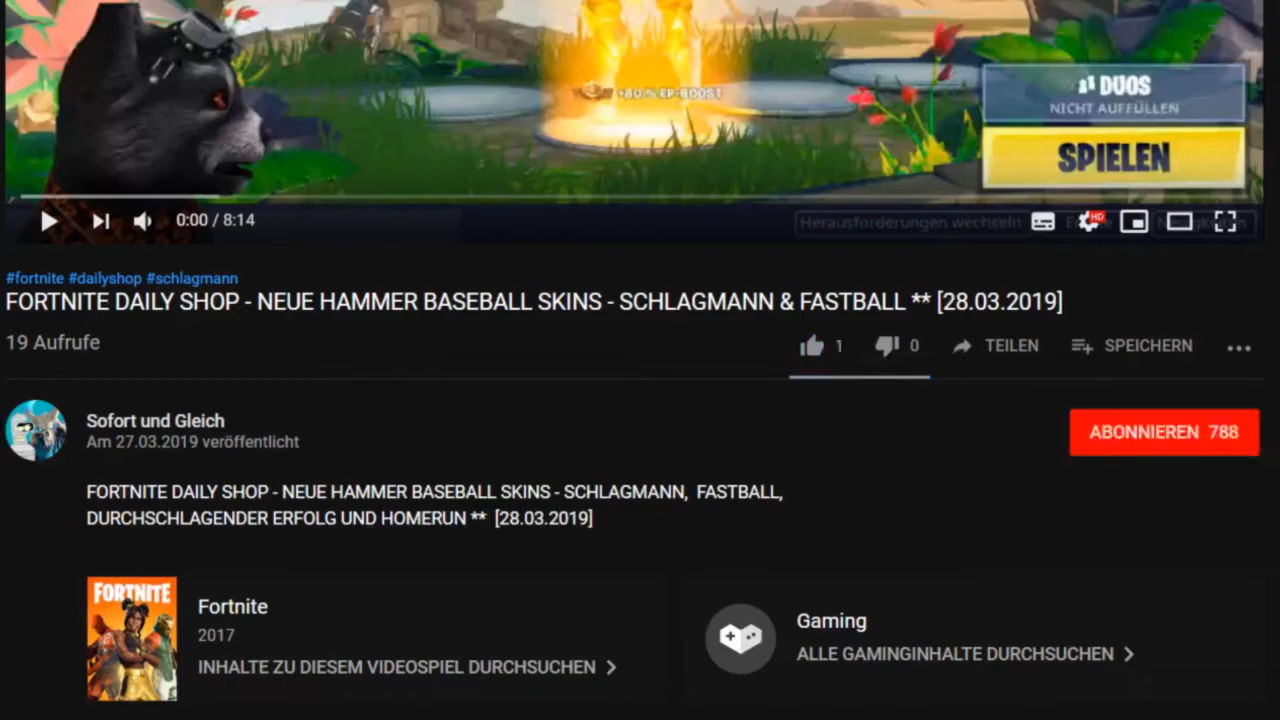 DUOS
NICHT AUFFÜLLEN
+80 % EP-BOOST
SPIELEN
0:00 / 8:14
Herausforderungen wechseln
HD
#fortnite #dailyshop #schlagmann
FORTNITE DAILY SHOP - NEUE HAMMER BASEBALL SKINS - SCHLAGMANN & FASTBALL ** [28.03.2019]
19 Aufrufe
1 0 TEILEN SPEICHERN
Sofort und Gleich
Am 27.03.2019 veröffentlicht
ABONNIEREN 788
FORTNITE DAILY SHOP - NEUE HAMMER BASEBALL SKINS - SCHLAGMANN, FASTBALL,
DURCHSCHLAGENDER ERFOLG UND HOMERUN ** [28.03.2019]
FORTNITE
Fortnite
2017
INHALTE ZU DIESEM VIDEOSPIEL DURCHSUCHEN
Gaming
ALLE GAMINGINHALTE DURCHSUCHEN